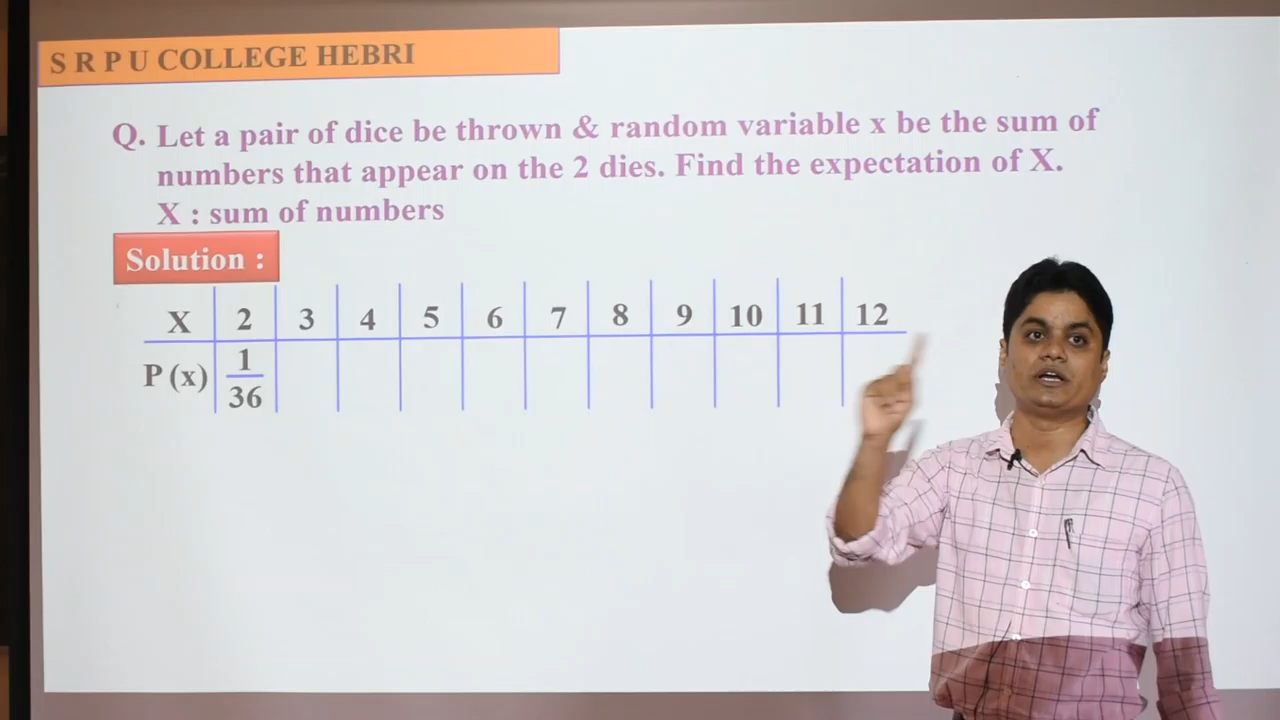 S R P U COLLEGE HEBRI
Q. Let a pair of dice be thrown & random variable x be the sum of
numbers that appear on the 2 dies. Find the expectation of X.
X : sum of numbers
Solution :
X 2 3 4 5 6 7 8 9 10 11 12
P (x) 1/36